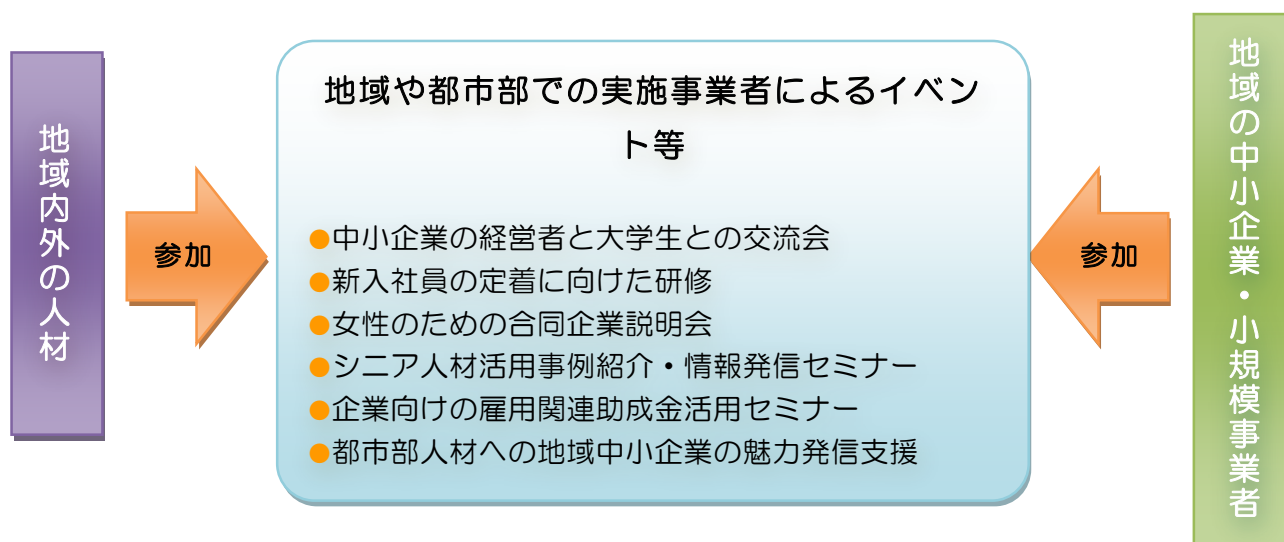 地域内外の人材
参加
地域や都市部での実施事業者によるイベン
ト等
●中小企業の経営者と大学生との交流会
●新入社員の定着に向けた研修
●女性のための合同企業説明会
●シニア人材活用事例紹介・情報発信セミナー
●企業向けの雇用関連助成金活用セミナー
●都市部人材への地域中小企業の魅力発信支援
参加
地域の中小企業・小規模事業者